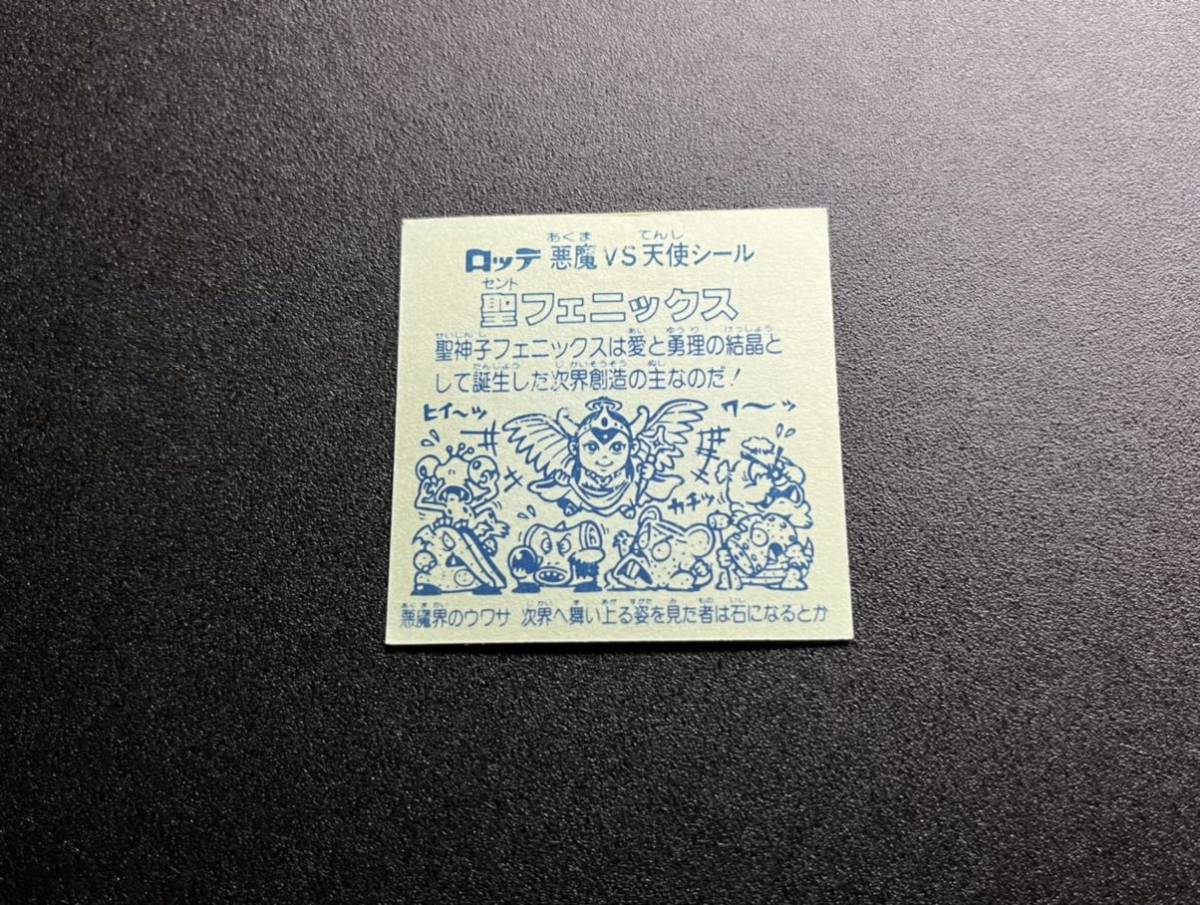 ロッテ 悪魔VS天使シール
聖フェニックス
聖神子フェニックスは愛と勇理の結晶と
して誕生した次界創造の主なのだ!
ヒイ〜ッ
ワ〜ッ
カチッ
悪魔界のウワサ 次界へ舞い上る姿を見た者は石になるとか